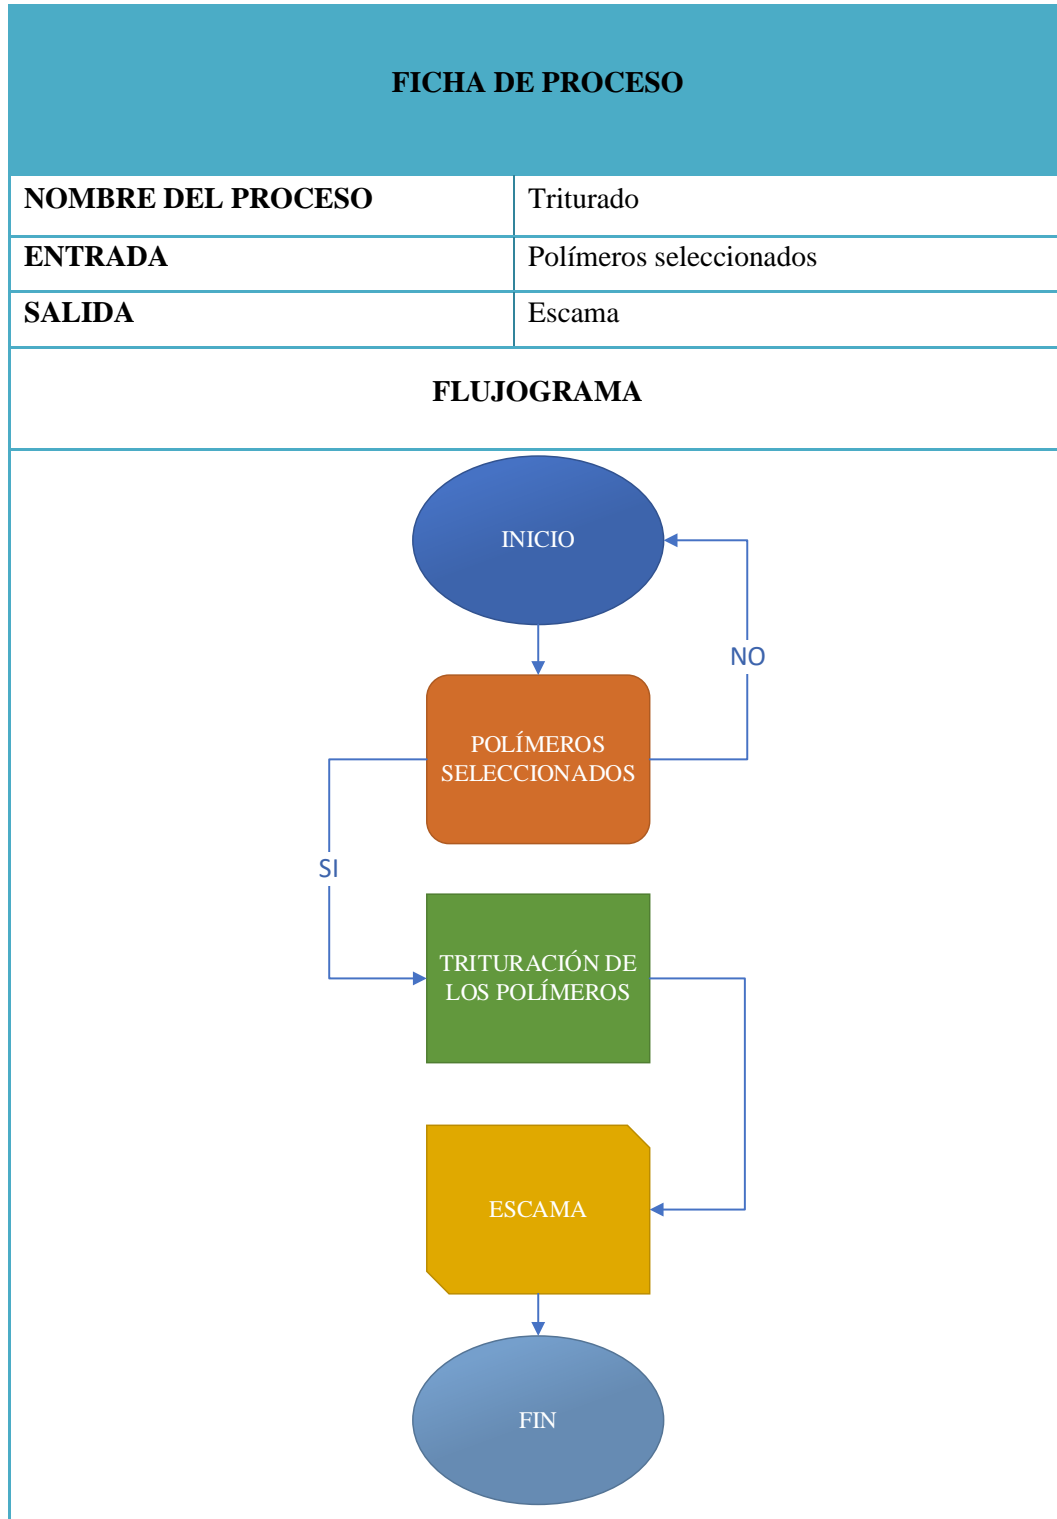 FICHA DE PROCESO
NOMBRE DEL PROCESO
Triturado
ENTRADA
Polímeros seleccionados
SALIDA
Escama
FLUJOGRAMA
INICIO
NO
POLÍMEROS
SELECCIONADOS
SI
TRITURACIÓN DE
LOS POLÍMEROS
ESCAMA
FIN